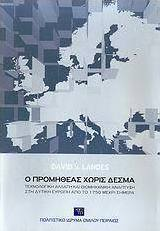 DAVID S. LANDES
Ο ΠΡΟΜΗΘΕΑΣ ΧΩΡΙΣ ΔΕΣΜΑ
ΤΕΧΝΟΛΟΓΙΚΗ ΑΛΛΑΓΗ ΚΑΙ ΒΙΟΜΗΧΑΝΙΚΗ ΑΝΑΠΤΥΞΗ
ΣΤΗ ΔΥΤΙΚΗ ΕΥΡΩΠΗ ΑΠΟ ΤΟ 1750 ΜΕΧΡΙ ΣΗΜΕΡΑ
ΠΟΛΙΤΙΣΤΙΚΟ ΙΔΡΥΜΑ ΟΜΙΛΟΥ ΠΕΙΡΑΙΩΣ